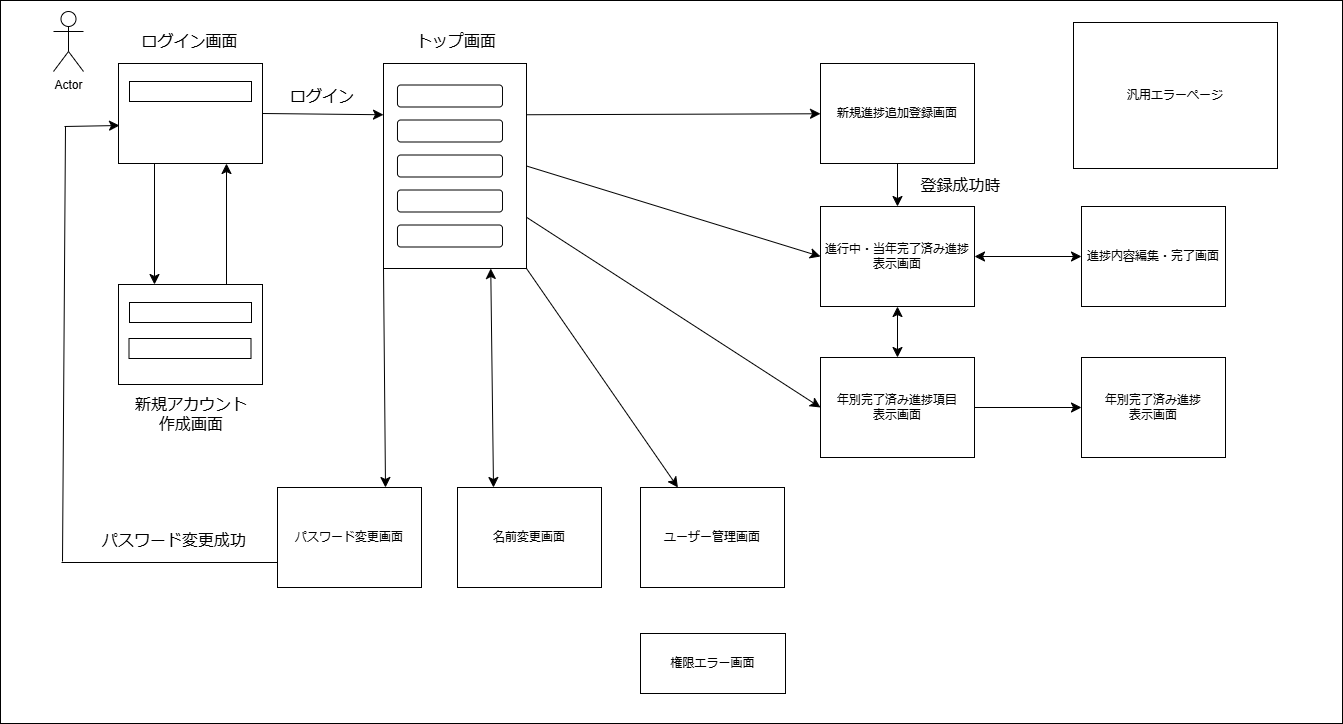 Actor
ログイン画面
ログイン
トップ画面
新規進捗追加登録画面
汎用エラーページ
登録成功時
進行中・当年完了済み進捗
表示画面
進捗内容編集・完了画面
年別完了済み進捗項目
表示画面
年別完了済み進捗
表示画面
新規アカウント
作成画面
パスワード変更成功
パスワード変更画面
名前変更画面
ユーザー管理画面
権限エラー画面